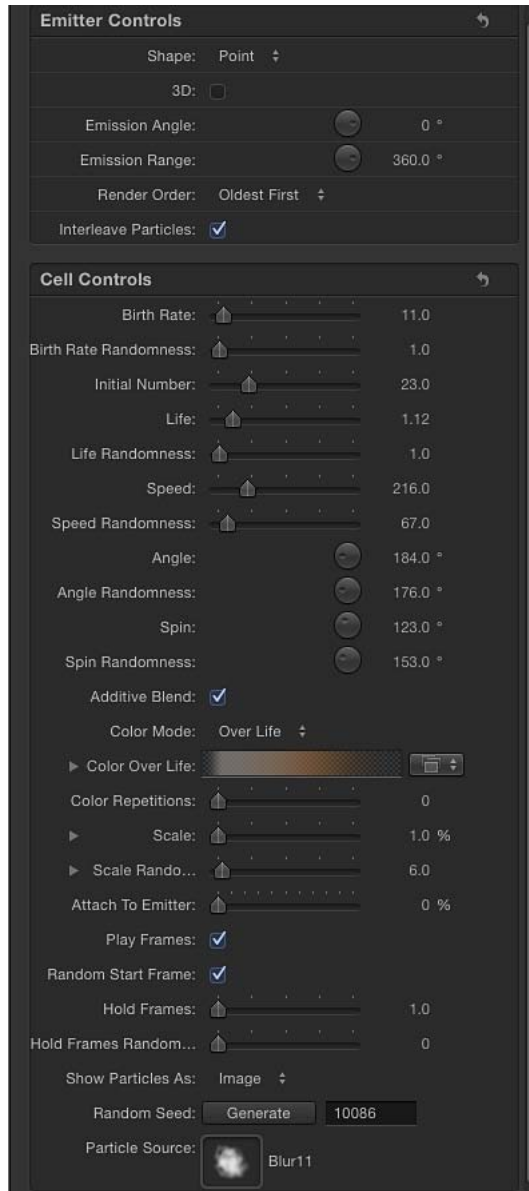 Emitter Controls
Shape: Point
3D:
Emission Angle: 0 °
Emission Range: 360.0 °
Render Order: Oldest First
Interleave Particles:
Cell Controls
Birth Rate: 11.0
Birth Rate Randomness: 1.0
Initial Number: 23.0
Life: 1.12
Life Randomness: 1.0
Speed: 216.0
Speed Randomness: 67.0
Angle: 184.0 °
Angle Randomness: 176.0 °
Spin: 123.0 °
Spin Randomness: 153.0 °
Additive Blend:
Color Mode: Over Life
Color Over Life:
Color Repetitions: 0
Scale: 1.0 %
Scale Rando... 6.0
Attach To Emitter: 0 %
Play Frames:
Random Start Frame:
Hold Frames: 1.0
Hold Frames Random... 0
Show Particles As: Image
Random Seed: Generate 10086
Particle Source: Blur11